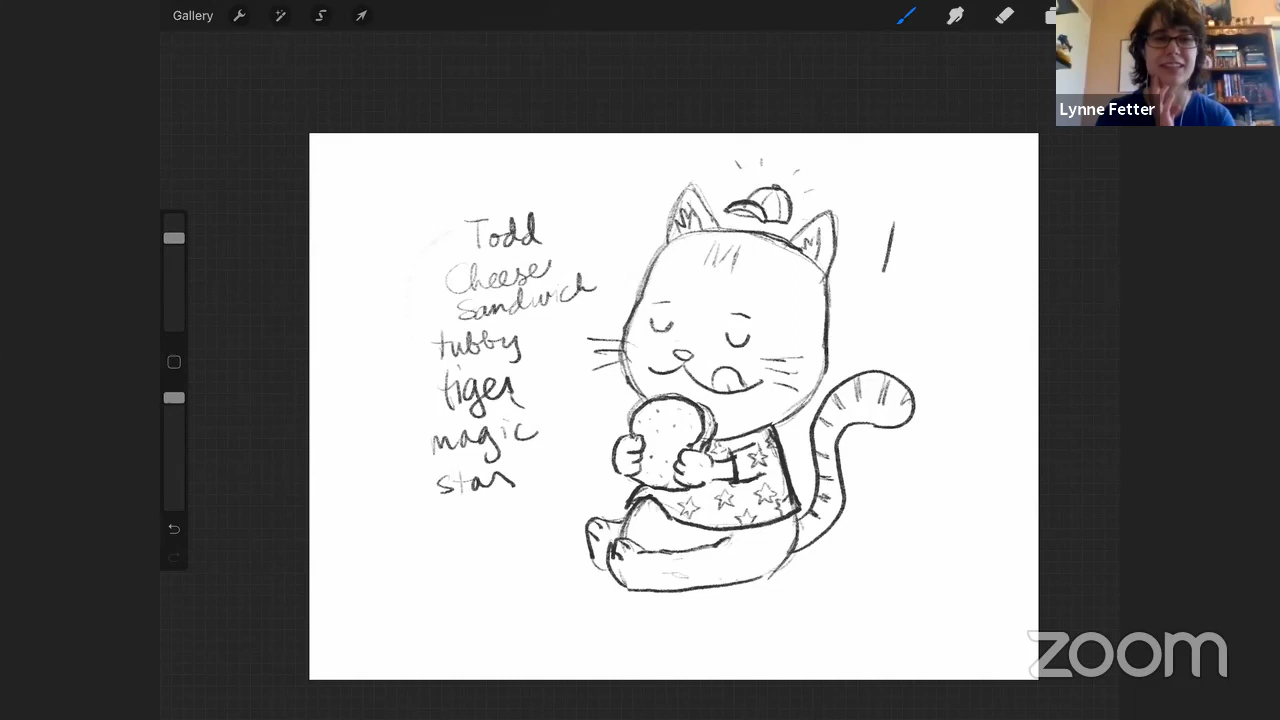 Gallery
Lynne Fetter
Todd
Cheese
Sandwich
tubby
tiger
magic
star
zoom